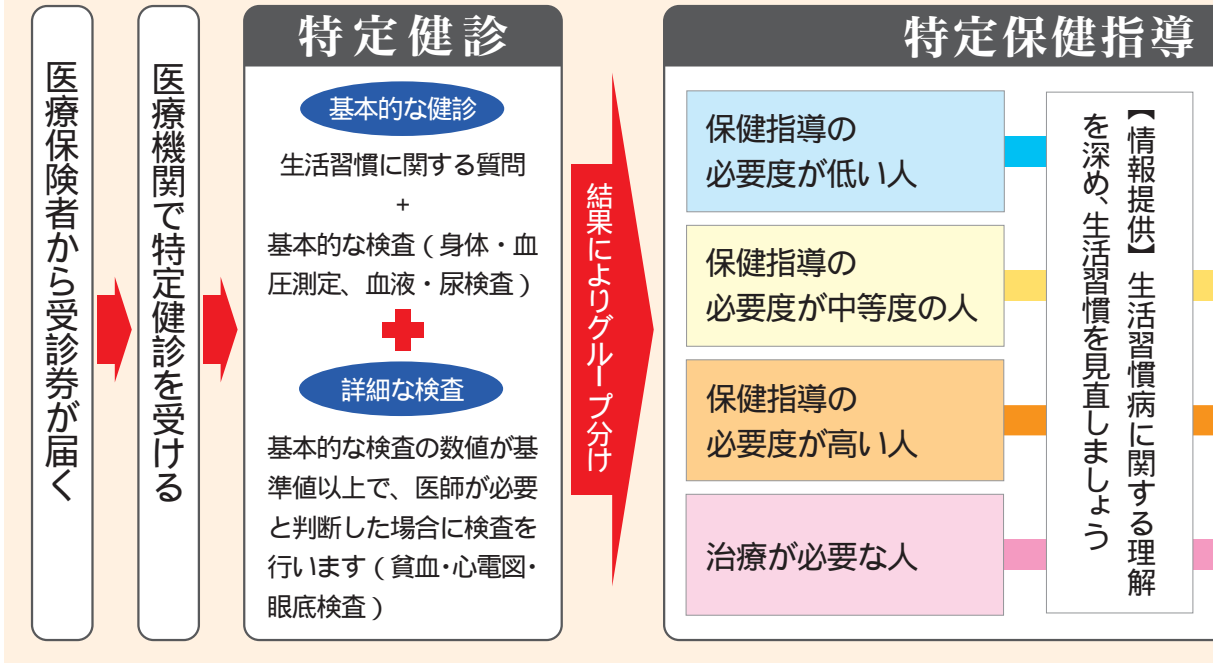 医療保険者から受診券が届く
医療機関で特定健診を受ける
特定健診
基本的な健診
生活習慣に関する質問
+
基本的な検査(身体・血
圧測定、血液・尿検査)
詳細な検査
基本的な検査の数値が基
準値以上で、医師が必要
と判断した場合に検査を
行います(貧血・心電図・
眼底検査)
結果によりグループ分け
特定保健指導
保健指導の
必要度が低い人
保健指導の
必要度が中等度の人
保健指導の
必要度が高い人
治療が必要な人
【情報提供】生活習慣病に関する理解
を深め、生活習慣を見直しましょう